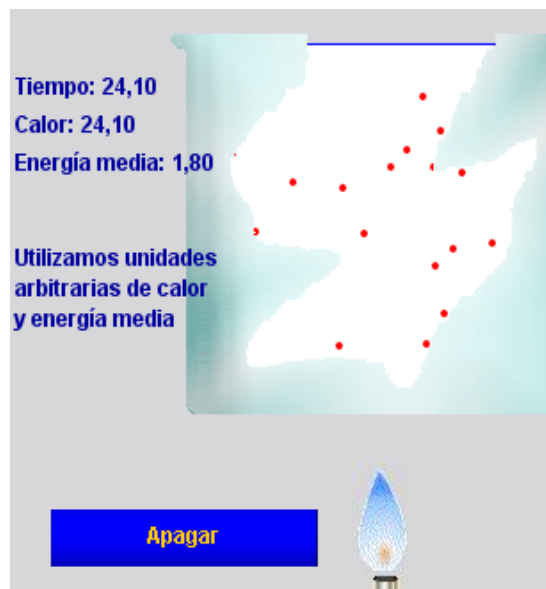 Tiempo: 24,10
Calor: 24,10
Energía media: 1,80
Utilizamos unidades
arbitrarias de calor
y energía media
Apagar